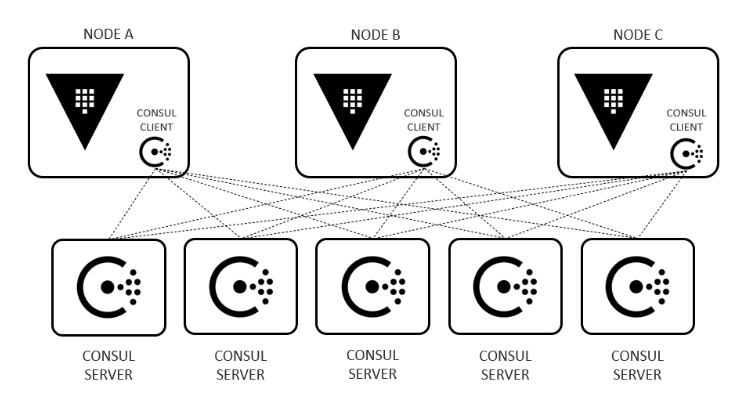 NODE A
NODE B
NODE C
CONSUL
CLIENT
CONSUL
CLIENT
CONSUL
CLIENT
CONSUL
SERVER
CONSUL
SERVER
CONSUL
SERVER
CONSUL
SERVER
CONSUL
SERVER